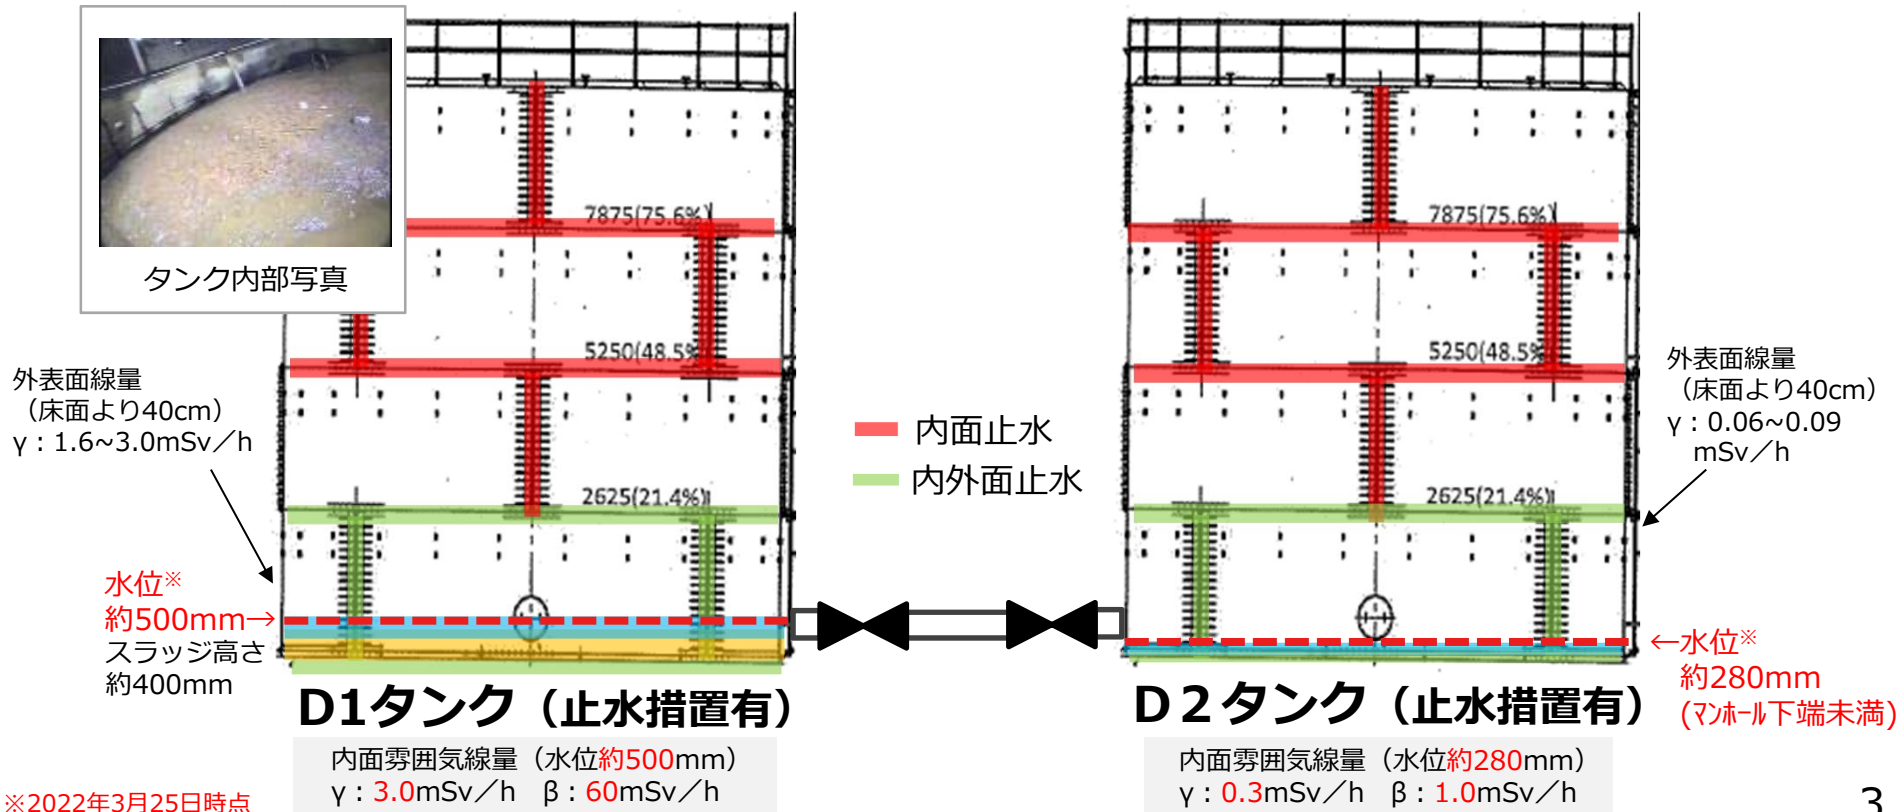 タンク内部写真
7875(75.6%)
5250(48.5%
2625(21.4%)
7875(75.6%)
5250(48.5%
2625(21.4%)
外表面線量
（床面より40cm）
γ：1.6~3.0mSv／h
水位※
約500mm→
スラッジ高さ
約400mm
内面止水
内外面止水
外表面線量
（床面より40cm）
γ：0.06~0.09
mSv／h
←水位※
約280mm
(ﾏﾝﾎｰﾙ下端未満)
D1タンク（止水措置有）
内面雰囲気線量（水位約500mm）
γ：3.0mSv／h　β：60mSv／h
D２タンク（止水措置有）
内面雰囲気線量（水位約280mm）
γ：0.3mSv／h　β：1.0mSv／h
※2022年3月25日時点
3